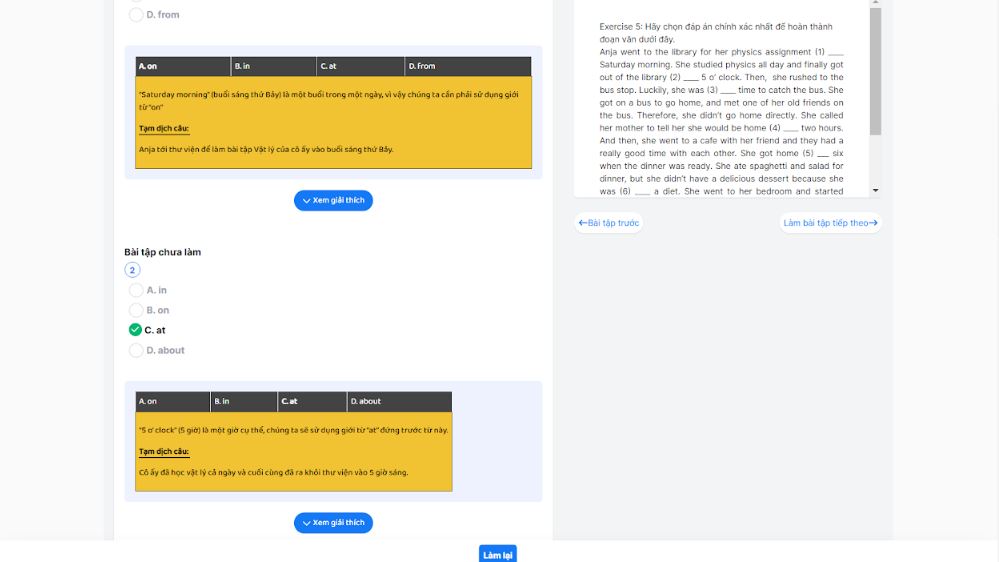 D. from
A. on B. in C. at D. from
"Saturday morning" (buổi sáng thứ Bảy) là một buổi trong một ngày, vì vậy chúng ta cần phải sử dụng giới
từ "on"
Tạm dịch câu:
Anja tới thư viện để làm bài tập Vật lý của cô ấy vào buổi sáng thứ Bảy.
Xem giải thích
Bài tập chưa làm
2
A. in
B. on
C. at
D. about
A. on B. in C. at D. about
"5 o' clock" (5 giờ) là một giờ cụ thể, chúng ta sẽ sử dụng giới từ "at" đứng trước từ này.
Tạm dịch câu:
Cô ấy đã học vật lý cả ngày và cuối cùng đã ra khỏi thư viện vào 5 giờ sáng.
Xem giải thích
Exercise 5: Hãy chọn đáp án chính xác nhất để hoàn thành
đoạn văn dưới đây.
Anja went to the library for her physics assignment (1) ____
Saturday morning. She studied physics all day and finally got
out of the library (2) ____ 5 o' clock. Then, she rushed to the
bus stop. Luckily, she was (3) ____ time to catch the bus. She
got on a bus to go home, and met one of her old friends on
the bus. Therefore, she didn't go home directly. She called
her mother to tell her she would be home (4) ____ two hours.
And then, she went to a cafe with her friend and they had a
really good time with each other. She got home (5) ___ six
when the dinner was ready. She ate spaghetti and salad for
dinner, but she didn't have a delicious dessert because she
was (6) ____ a diet. She went to her bedroom and started
←Bài tập trước
Làm bài tập tiếp theo→
Làm lại